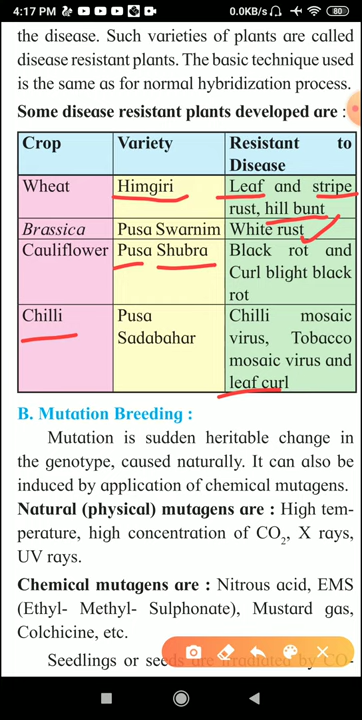 4:17 PM 0.0KB/s 80
the disease. Such varieties of plants are called
disease resistant plants. The basic technique used
is the same as for normal hybridization process.
Some disease resistant plants developed are :
Crop Variety Resistant to
Disease
Wheat Himgiri Leaf and stripe
rust, hill bunt
Brassica Pusa Swarnim White rust
Cauliflower Pusa Shubra Black rot and
Curl blight black
rot
Chilli Pusa Chilli mosaic
Sadabahar virus, Tobacco
mosaic virus and
leaf curl
B. Mutation Breeding :
Mutation is sudden heritable change in
the genotype, caused naturally. It can also be
induced by application of chemical mutagens.
Natural (physical) mutagens are : High tem-
perature, high concentration of CO₂, X rays,
UV rays.
Chemical mutagens are : Nitrous acid, EMS
(Ethyl- Methyl- Sulphonate), Mustard gas,
Colchicine, etc.
Seedlings or seeds are irradiated by CO-